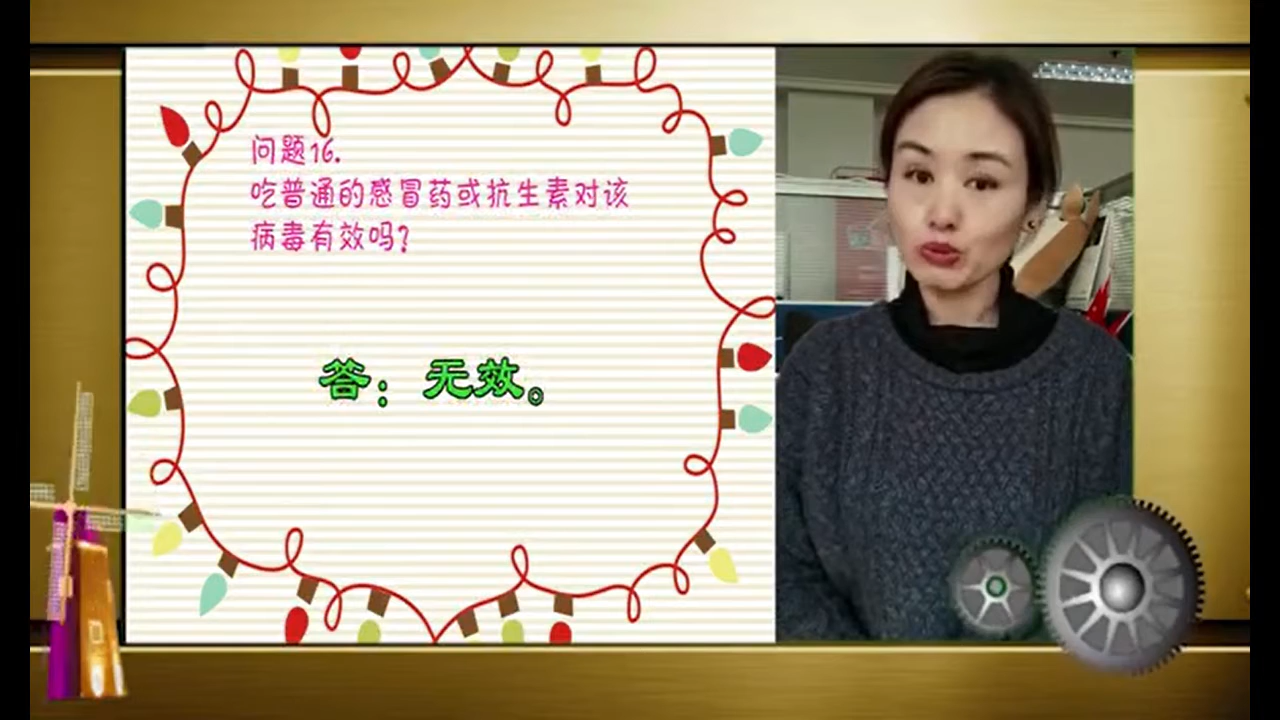 问题16.
吃普通的感冒药或抗生素对该
病毒有效吗?
答：无效。